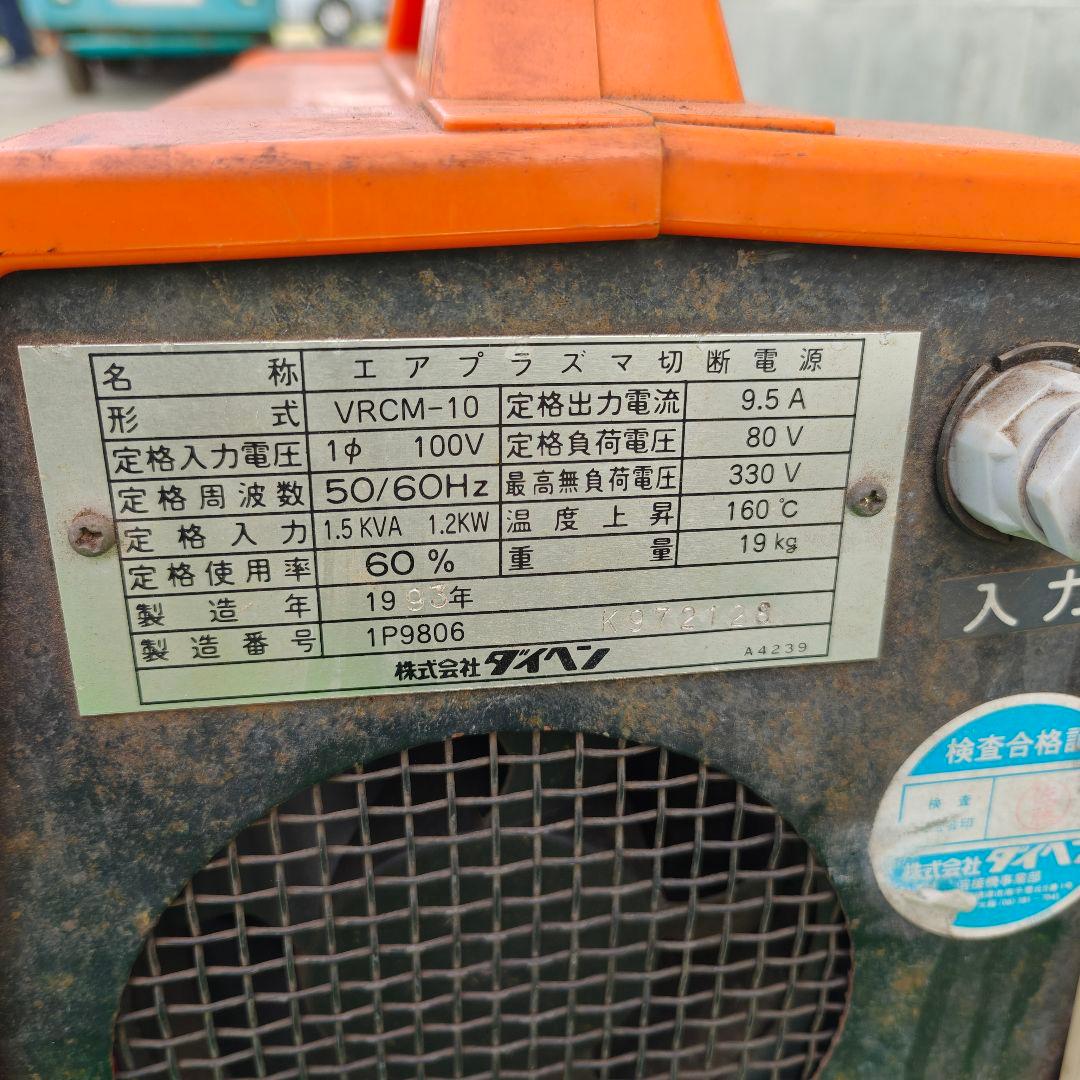 名称 エアプラズマ切断電源
形式 VRCM-10 定格出力電流 9.5 A
定格入力電圧 1φ 100V 定格負荷電圧 80 V
定格周波数 50/60Hz 最高無負荷電圧 330 V
定格入力 1.5 KVA 1.2KW 温度上昇 160 ℃
定格使用率 60 % 重量 19 kg
製造年 1993年
製造番号 1P9806 K972128
株式会社 ダイヘン A4239
入力
検査合格
検査
株式会社 ダイヘン